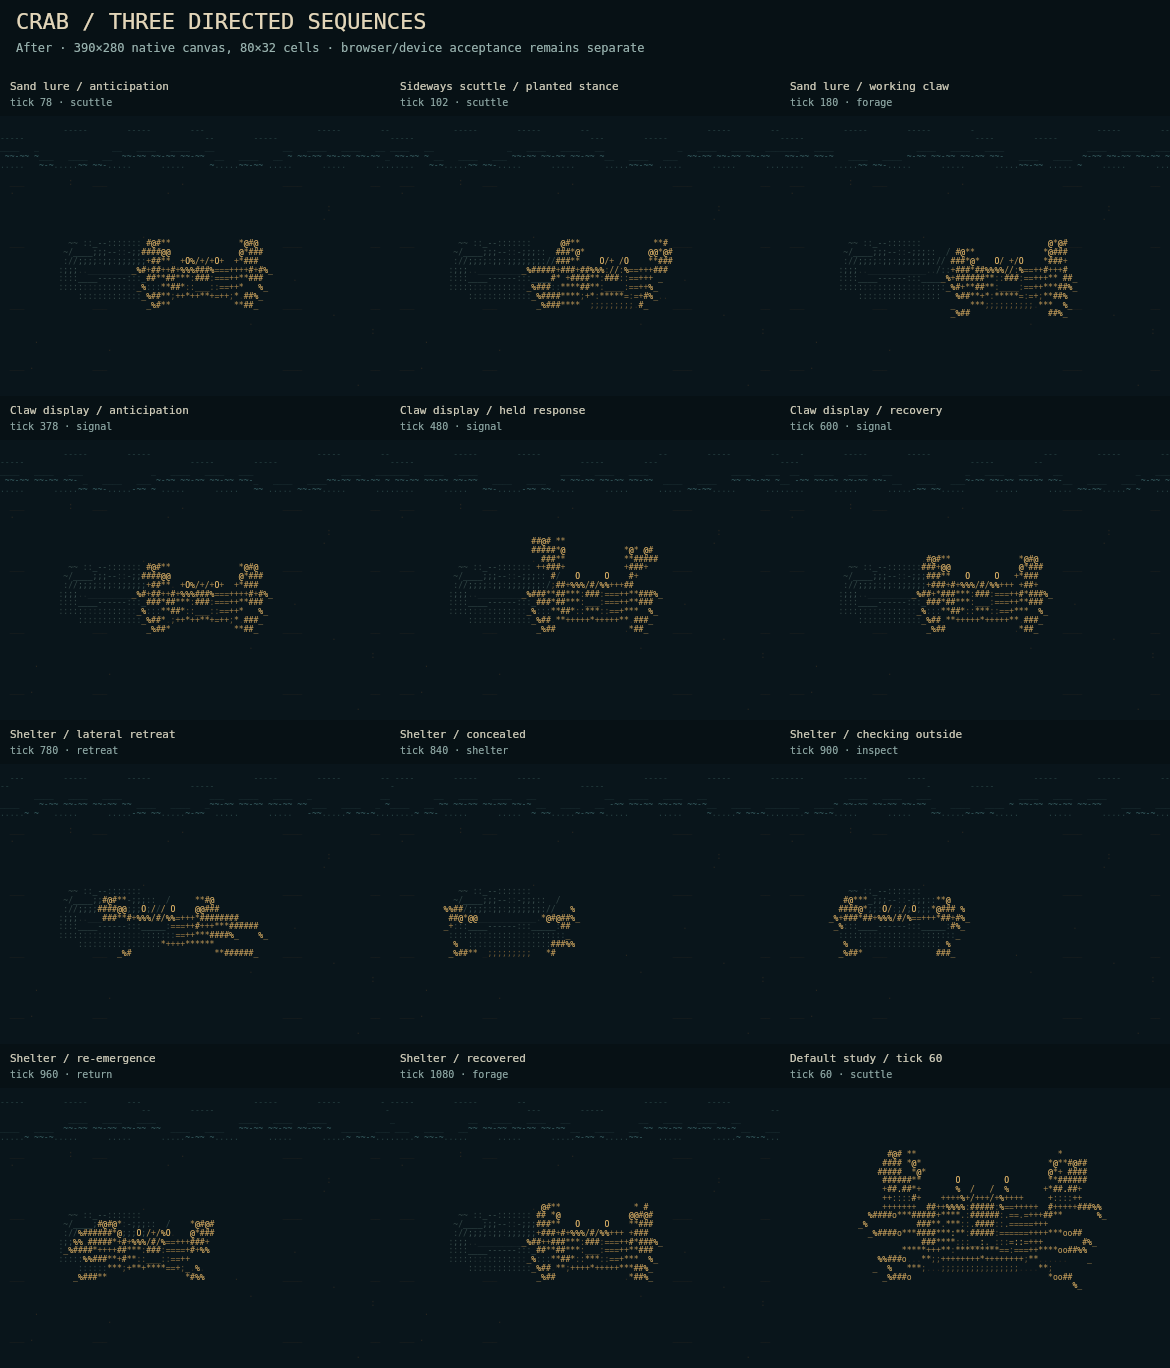 CRAB / THREE DIRECTED SEQUENCES
After · 390×280 native canvas, 80×32 cells · browser/device acceptance remains separate
Sand lure / anticipation
tick 78 · scuttle
Sideways scuttle / planted stance
tick 102 · scuttle
Sand lure / working claw
tick 180 · forage
Claw display / anticipation
tick 378 · signal
Claw display / held response
tick 480 · signal
Claw display / recovery
tick 600 · signal
Shelter / lateral retreat
tick 780 · retreat
Shelter / concealed
tick 840 · shelter
Shelter / checking outside
tick 900 · inspect
Shelter / re-emergence
tick 960 · return
Shelter / recovered
tick 1080 · forage
Default study / tick 60
tick 60 · scuttle